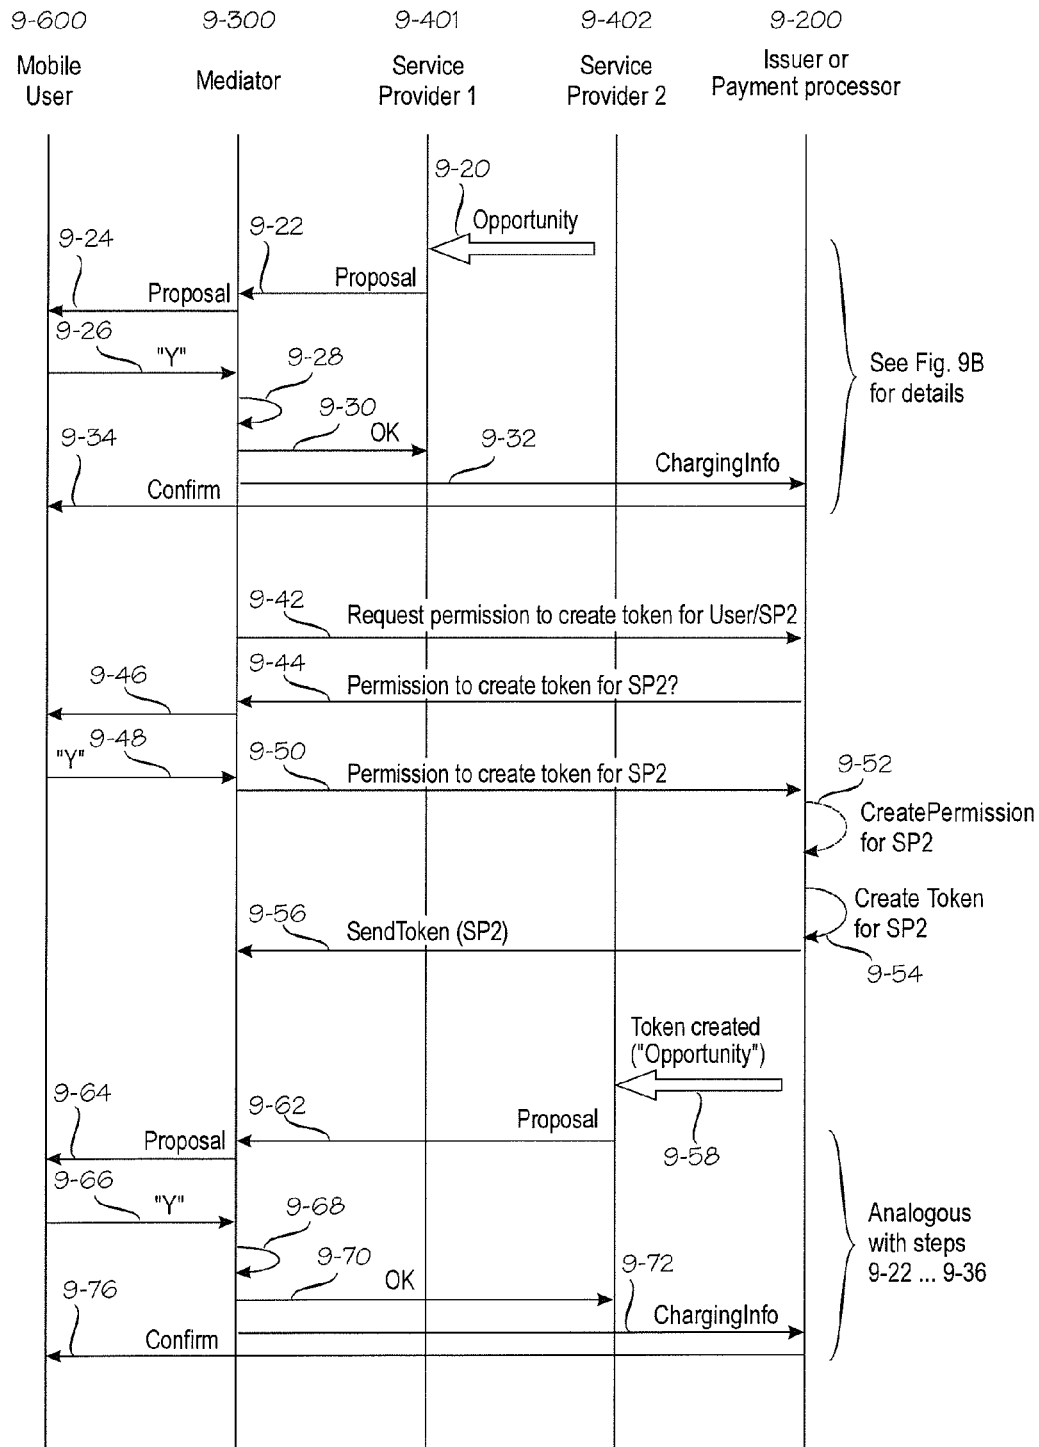 9-600 9-300 9-401 9-402 9-200
Mobile
User
Mediator
Service
Provider 1
Service
Provider 2
Issuer or
Payment processor
9-20
Opportunity
9-22
Proposal
9-24
Proposal
9-26
"Y"
9-28
9-30
OK
9-32
ChargingInfo
9-34
Confirm
See Fig. 9B
for details
9-42
Request permission to create token for User/SP2
9-44
Permission to create token for SP2?
9-46
9-48
"Y"
9-50
Permission to create token for SP2
9-52
CreatePermission
for SP2
Create Token
for SP2
9-54
9-56
SendToken (SP2)
Token created
("Opportunity")
9-58
9-62
Proposal
9-64
Proposal
9-66
"Y"
9-68
9-70
OK
9-72
ChargingInfo
9-76
Confirm
Analogous
with steps
9-22 ... 9-36